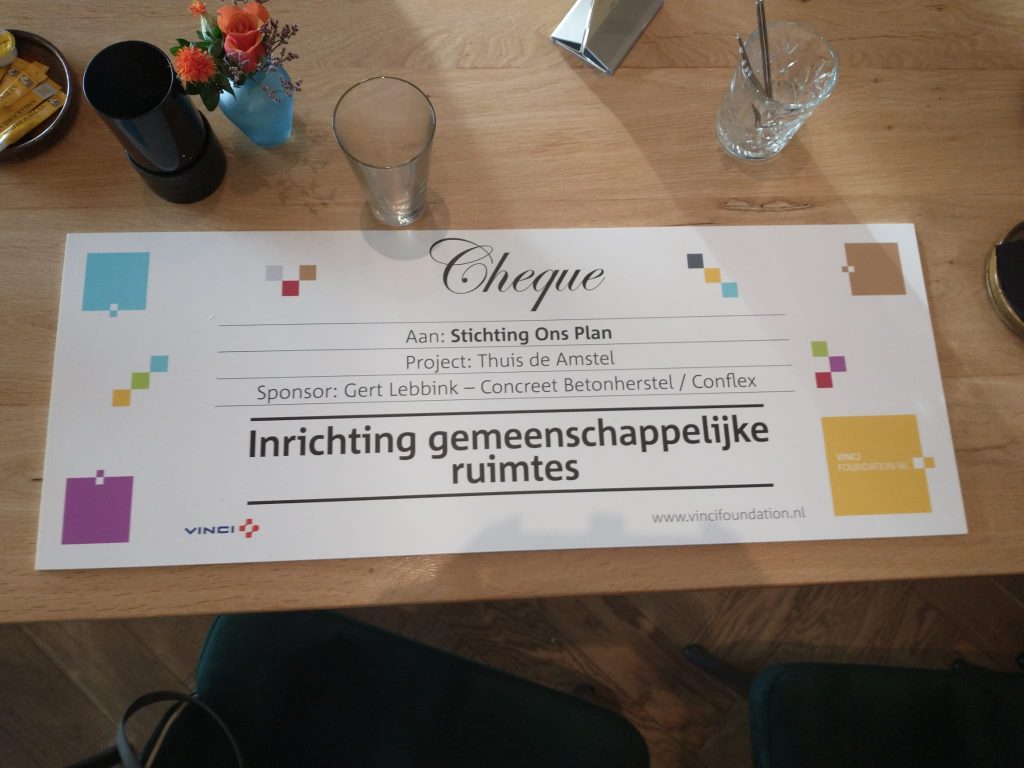 Cheque
Aan: Stichting Ons Plan
Project: Thuis de Amstel
Sponsor: Gert Lebbink – Concreet Betonherstel / Conflex
Inrichting gemeenschappelijke
ruimtes
VINCI
FOUNDATION NL
VINCI
www.vincifoundation.nl